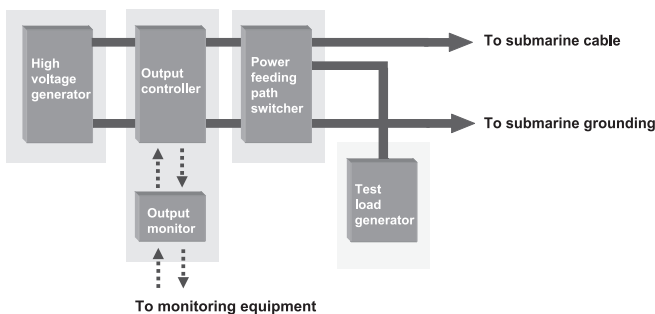 High
voltage
generator
Output
controller
Power
feeding
path
switcher
To submarine cable
To submarine grounding
Output
monitor
Test
load
generator
To monitoring equipment